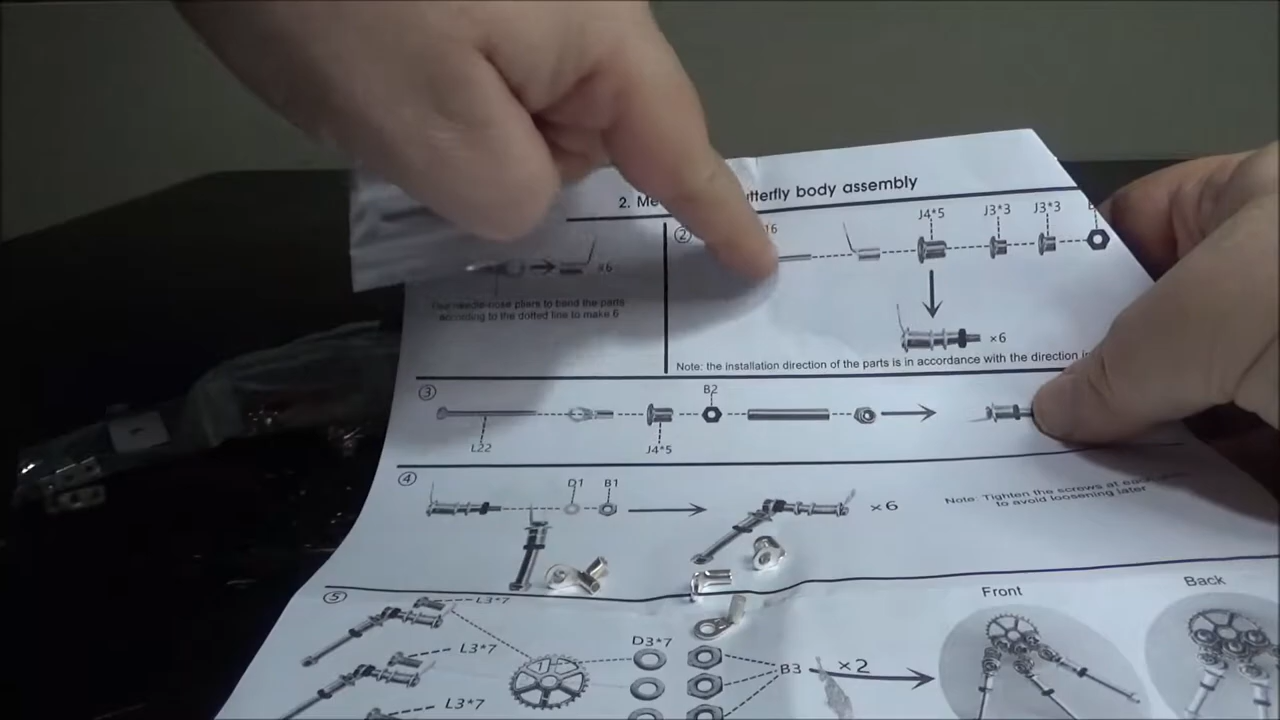 2. Me tterfly body assembly
②
16
J4*5
J3*3
J3*3
×6
Use needle-nose pliers to bend the parts
according to the dotted line to make 6
×6
Note: the installation direction of the parts is in accordance with the direction
③
L22
J4*5
B2
④
D1
B1
×6
Note: Tighten the screws at
to avoid loosening later
⑤
L3*7
L3*7
L3*7
D3*7
B3
×2
Front
Back